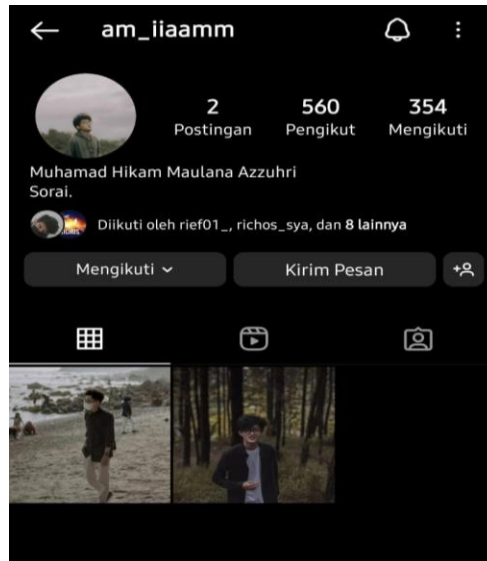 am_iiaamm
2 560 354
Postingan Pengikut Mengikuti
Muhamad Hikam Maulana Azzuhri
Sorai.
Diikuti oleh rief01_, richos_sya, dan 8 lainnya
Mengikuti Kirim Pesan